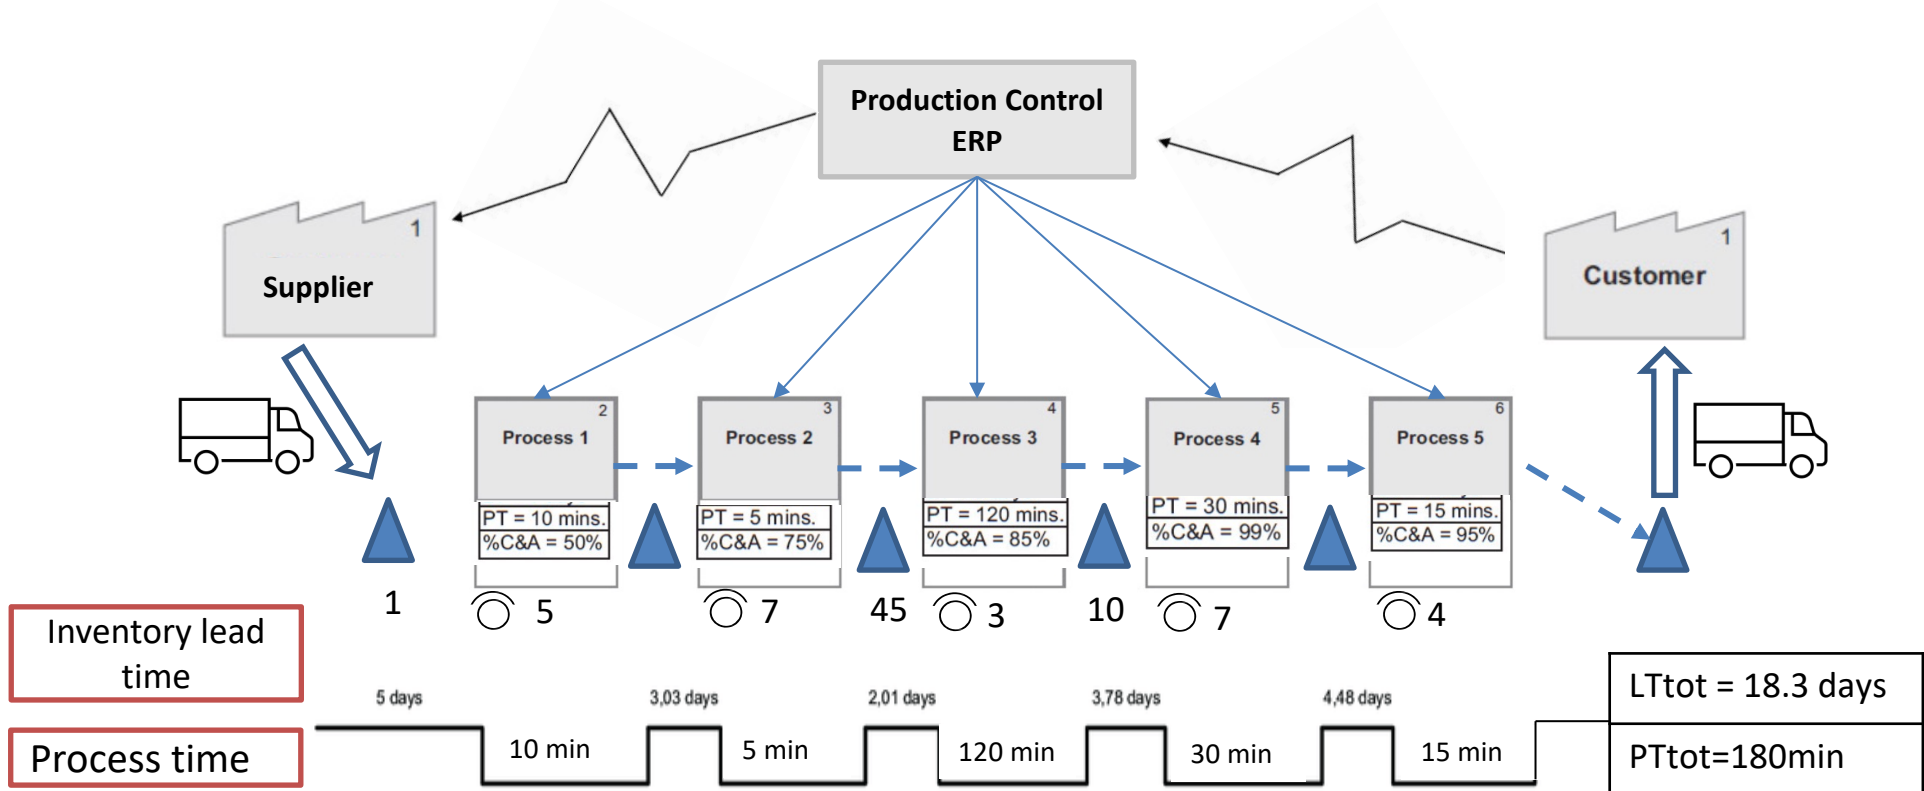 Production Control
ERP
1
Supplier
1
Customer
2
Process 1
PT = 10 mins.
%C&A = 50%
3
Process 2
PT = 5 mins.
%C&A = 75%
4
Process 3
PT = 120 mins.
%C&A = 85%
5
Process 4
PT = 30 mins.
%C&A = 99%
6
Process 5
PT = 15 mins.
%C&A = 95%
1
5
7
45
3
10
7
4
Inventory lead
time
5 days
3,03 days
2,01 days
3,78 days
4,48 days
LTtot = 18.3 days
Process time
10 min
5 min
120 min
30 min
15 min
PTtot=180min